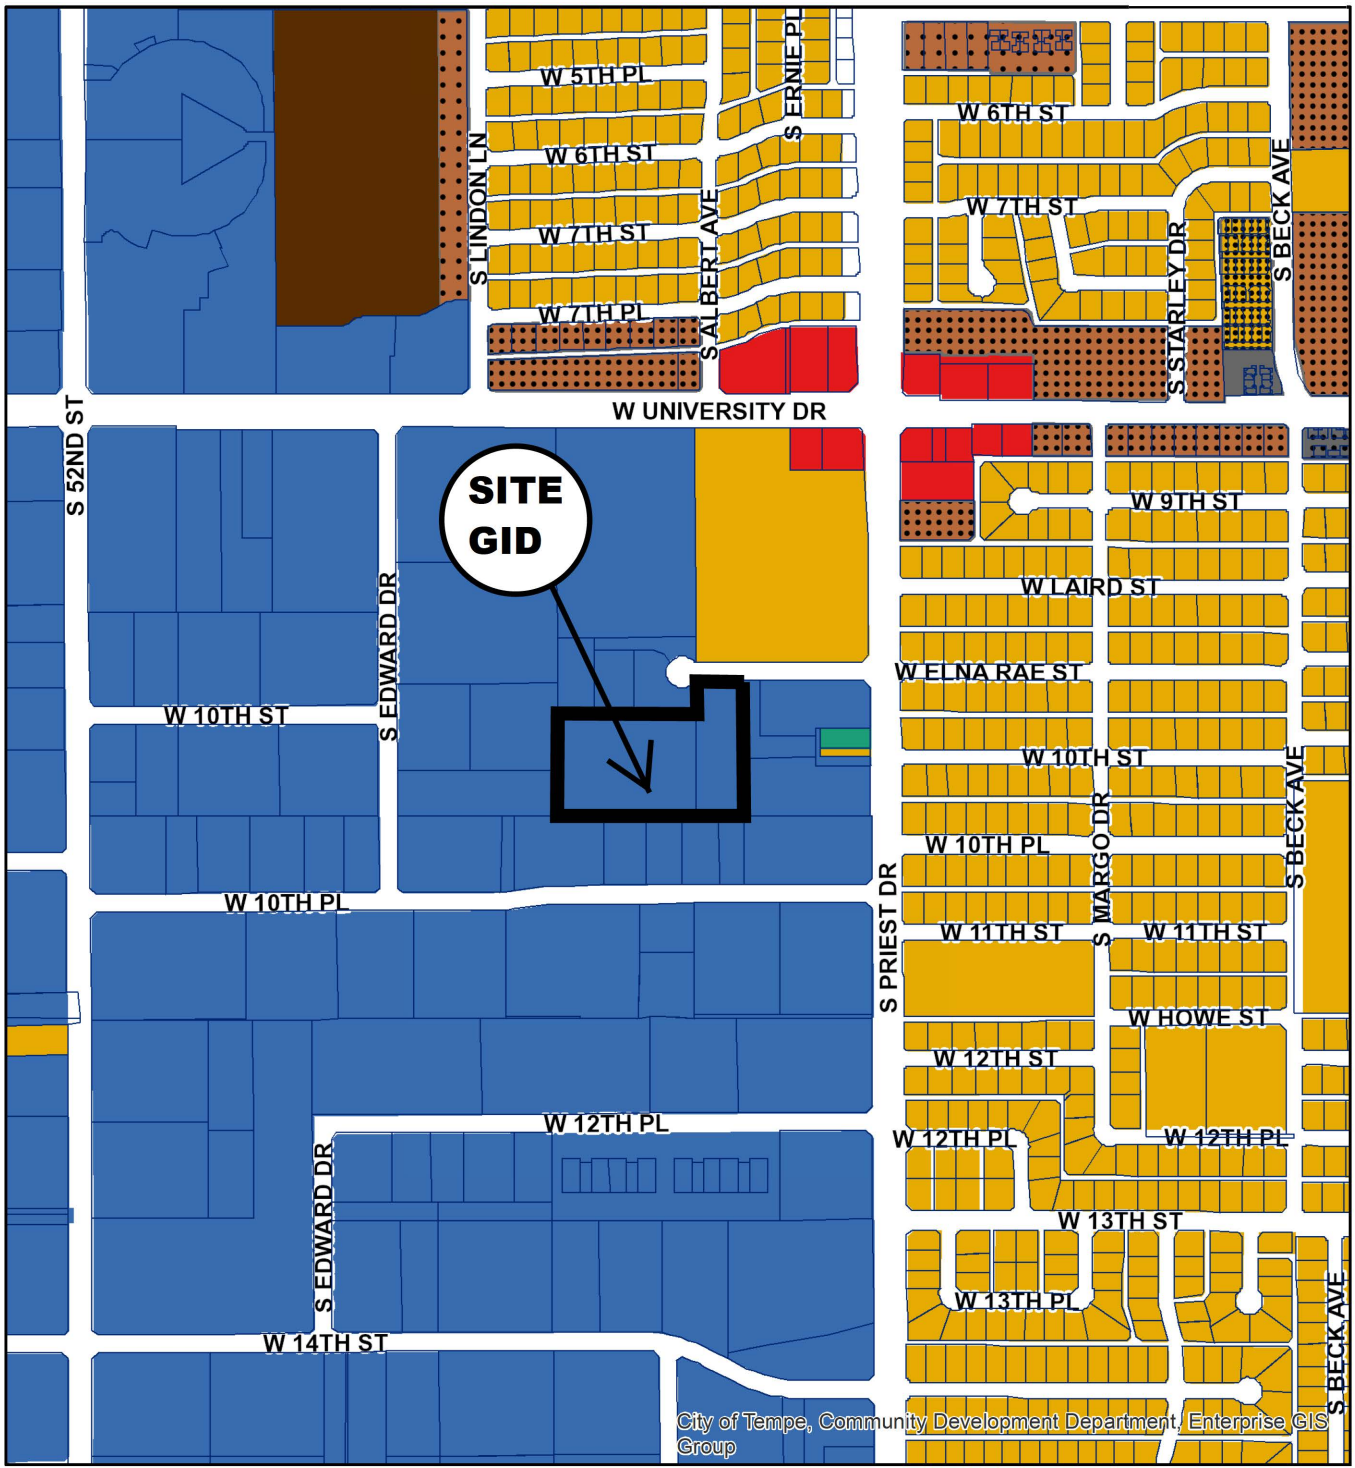 W 5TH PL
S ERNIE PL
W 6TH ST
W 6TH ST
S LINDON LN
S BECK AVE
W 7TH ST
W 7TH ST
S ALBERT AVE
S STARLEY DR
W 7TH PL
W UNIVERSITY DR
S 52ND ST
SITE
GID
W 9TH ST
W LAIRD ST
S EDWARD DR
W ELNA RAE ST
W 10TH ST
W 10TH ST
S BECK AVE
S MARGO DR
W 10TH PL
W 10TH PL
S PRIEST DR
W 11TH ST
W 11TH ST
W HOWE ST
W 12TH ST
W 12TH PL
W 12TH PL
W 12TH PL
S EDWARD DR
W 13TH ST
W 13TH PL
S BECK AVE
W 14TH ST
City of Tempe, Community Development Department, Enterprise GIS
Group